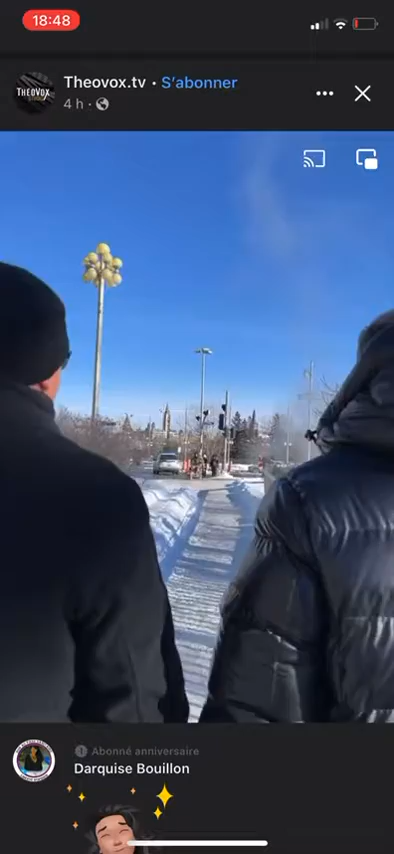 18:48
THEOVOX
Theovox.tv · S'abonner
4 h ·
Abonné anniversaire
Darquise Bouillon